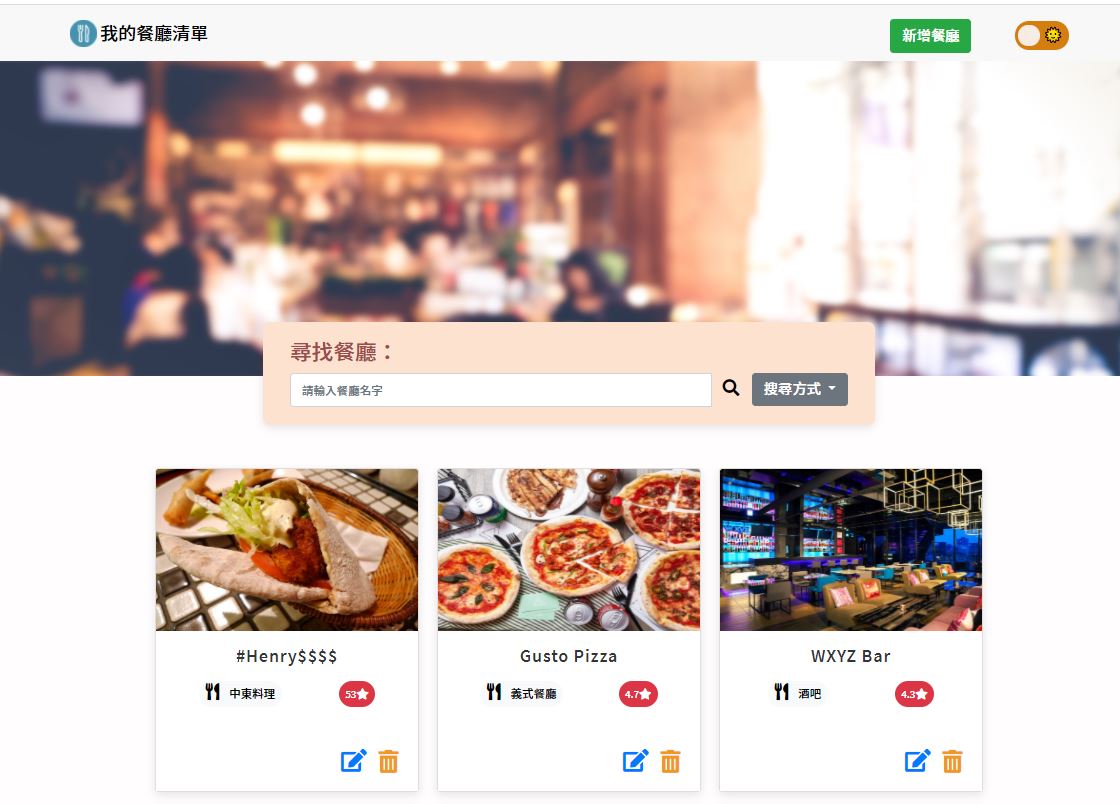 我的餐廳清單
新增餐廳
尋找餐廳：
請輸入餐廳名字
搜尋方式
#Henry$$$$
中東料理
53
Gusto Pizza
義式餐廳
4.7
WXYZ Bar
酒吧
4.3